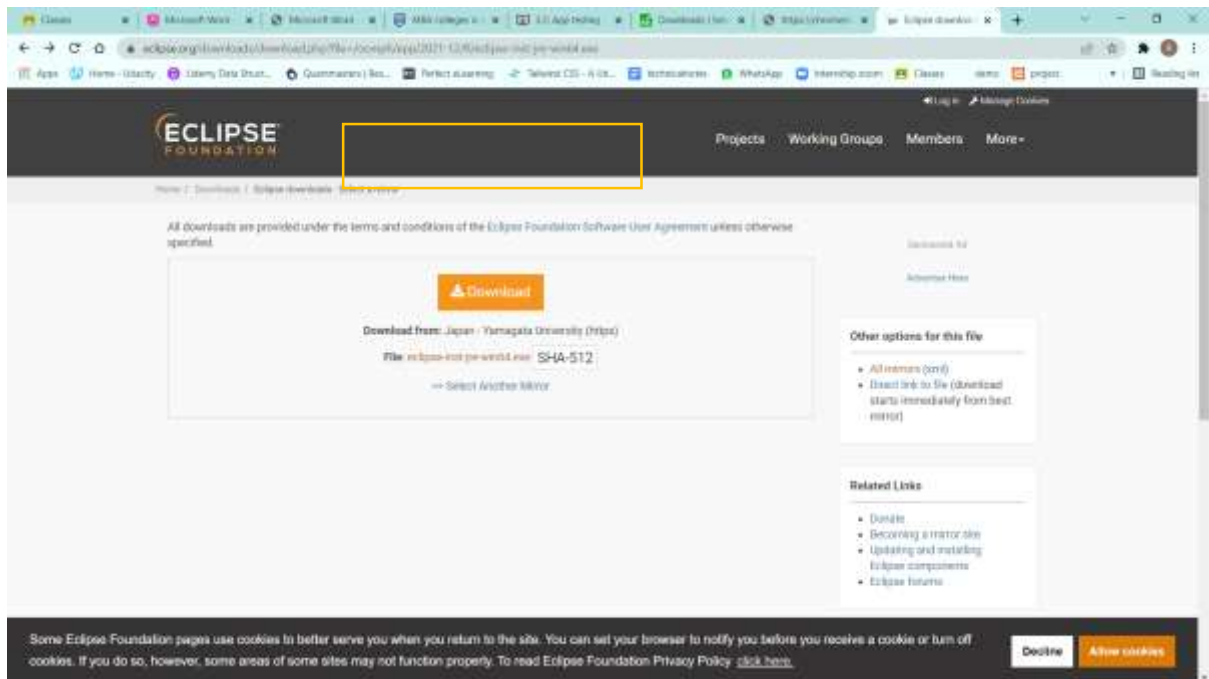 Classes
Microsoft Word
Microsoft Word
Downloads
Apps
WhatsApp
Classes
demo
project
Reading list
Log in Manage Cookies
ECLIPSE
FOUNDATION
Projects Working Groups Members More
Home / Downloads / Eclipse downloads - Select a mirror
All downloads are provided under the terms and conditions of the Eclipse Foundation Software User Agreement unless otherwise
specified.
Download
Download from: Japan - Yamagata University (https)
File: eclipse-inst-jre-win64.exe SHA-512
>> Select Another Mirror
Sponsored Ad
Advertise Here
Other options for this file
All mirrors (xml)
Direct link to file (download
starts immediately from best
mirror)
Related Links
Donate
Becoming a mirror site
Updating and installing
Eclipse components
Eclipse forums
Some Eclipse Foundation pages use cookies to better serve you when you return to the site. You can set your browser to notify you before you receive a cookie or turn off
cookies. If you do so, however, some areas of some sites may not function properly. To read Eclipse Foundation Privacy Policy click here.
Decline
Allow cookies